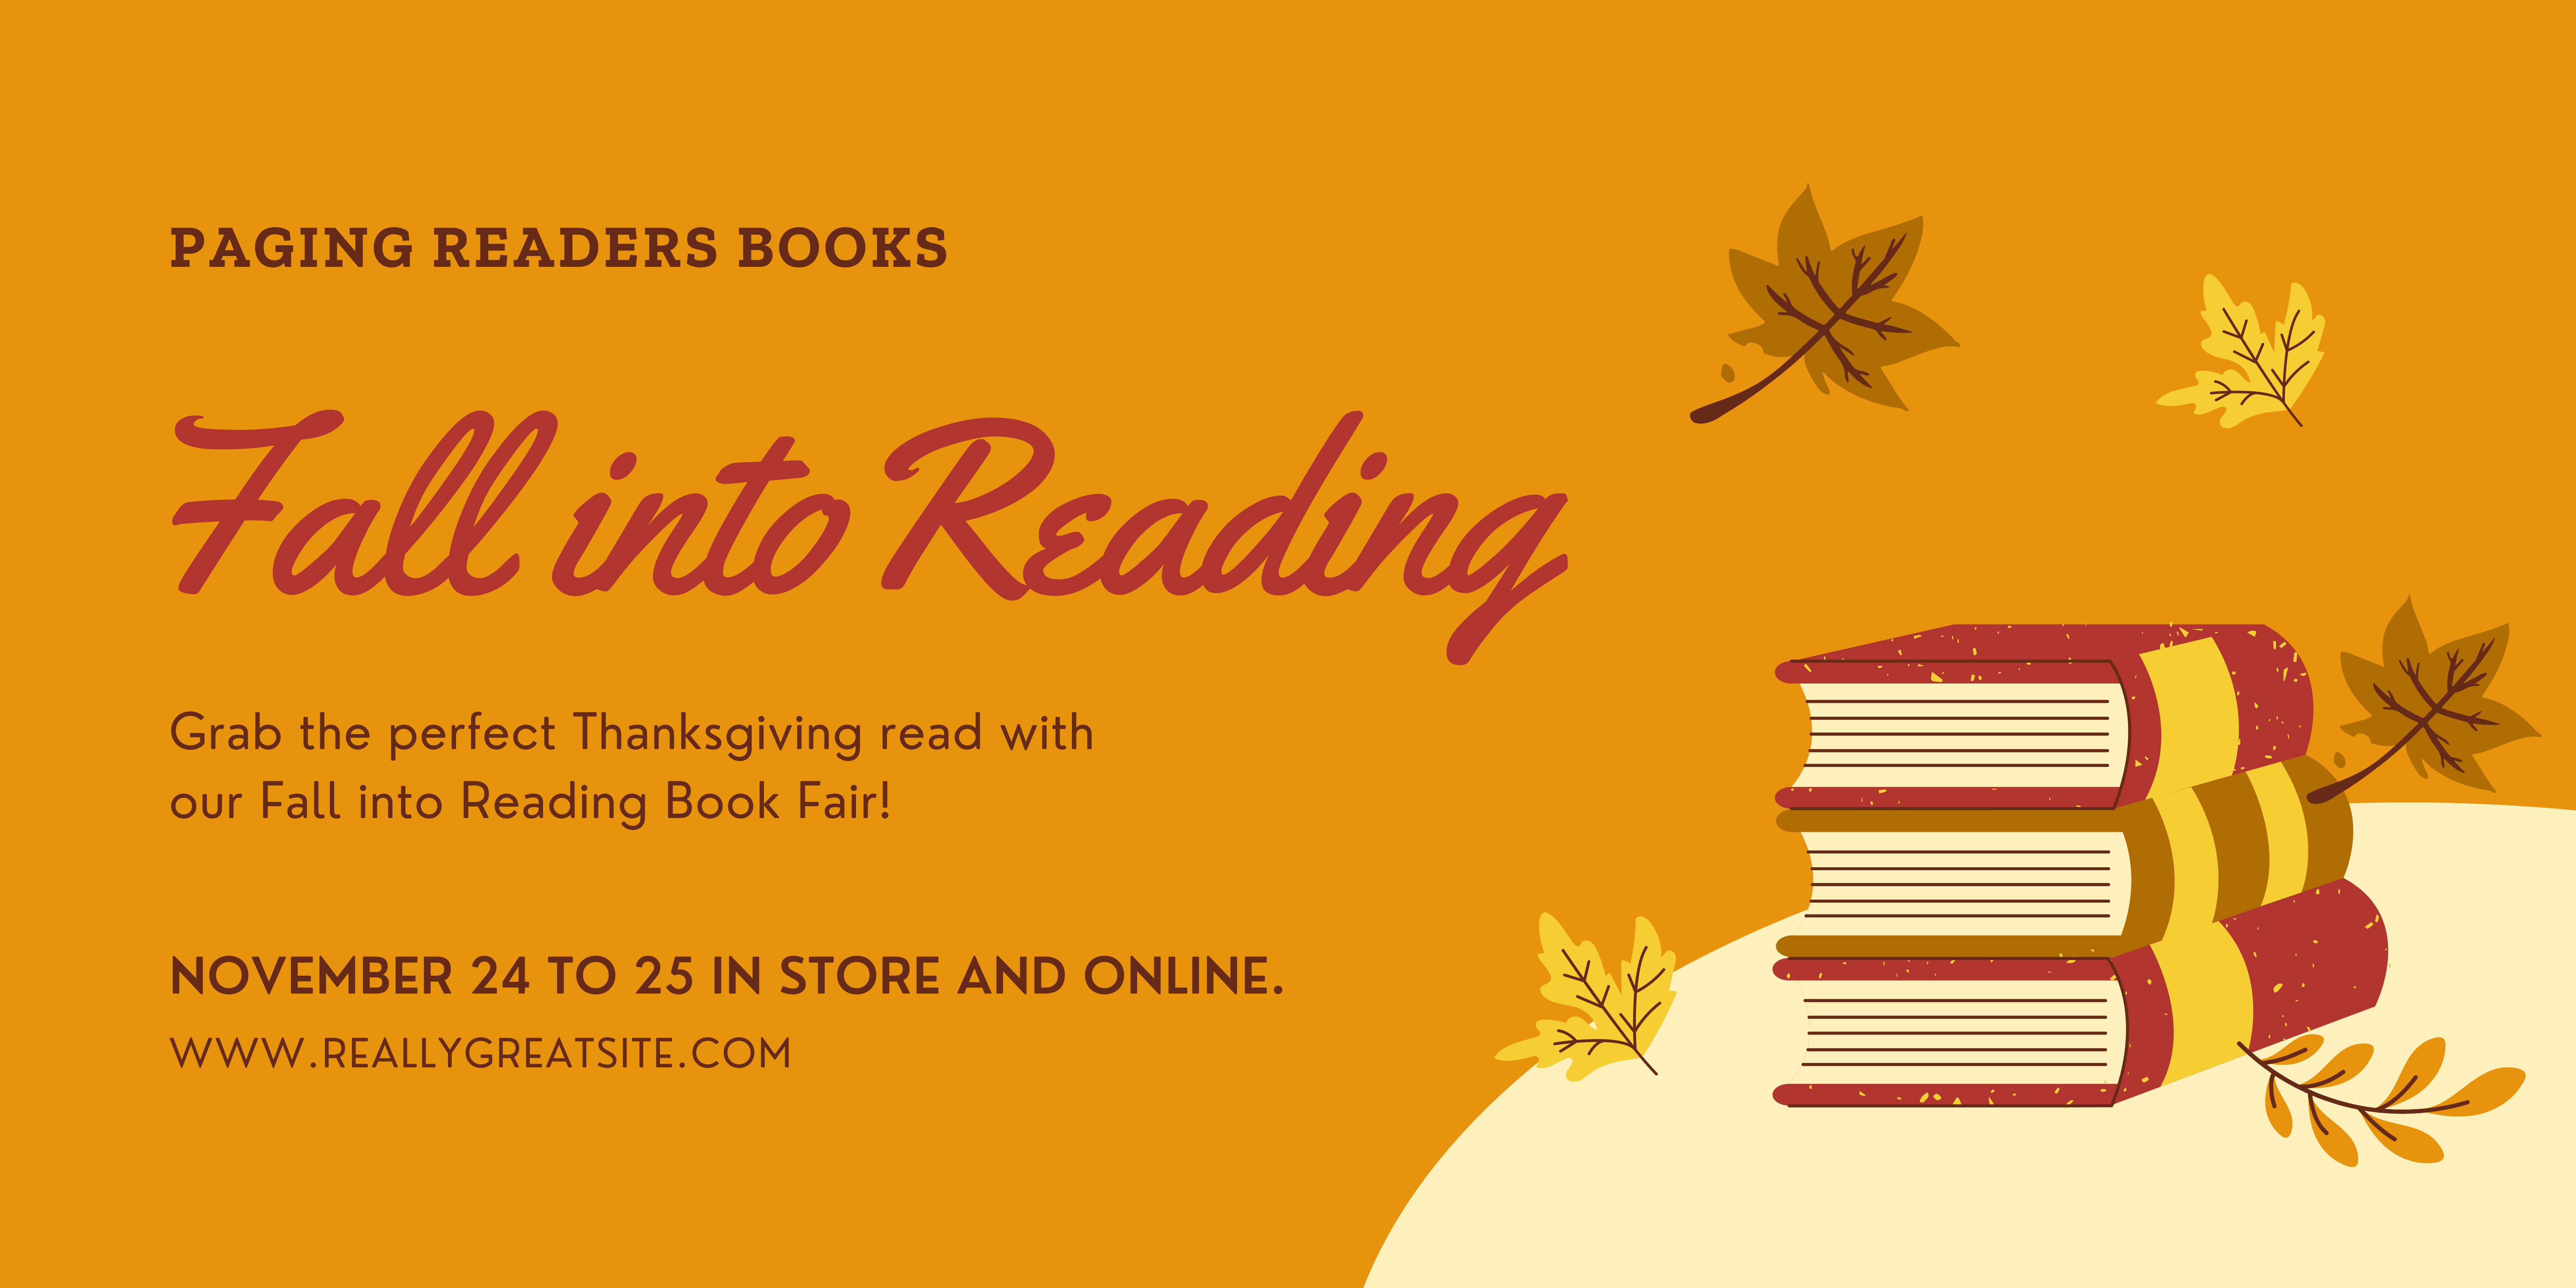 PAGING READERS BOOKS
Fall into Reading
Grab the perfect Thanksgiving read with
our Fall into Reading Book Fair!
NOVEMBER 24 TO 25 IN STORE AND ONLINE.
WWW.REALLYGREATSITE.COM